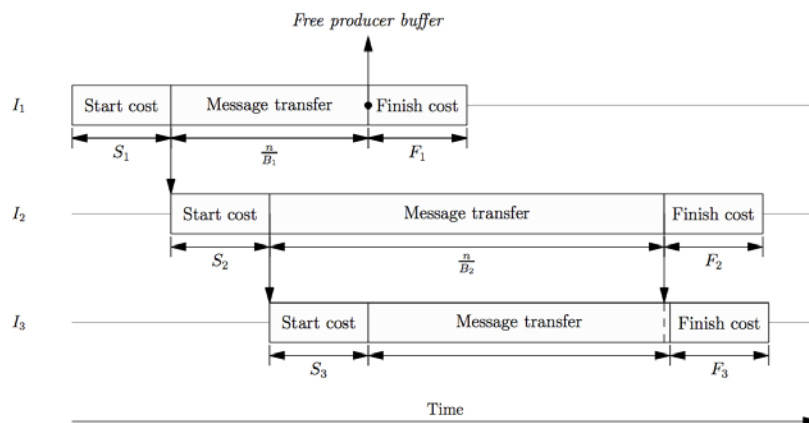 Free producer buffer
I₁ Start cost Message transfer Finish cost
S₁ n/B₁ F₁
I₂ Start cost Message transfer Finish cost
S₂ n/B₂ F₂
I₃ Start cost Message transfer Finish cost
S₃ F₃
Time